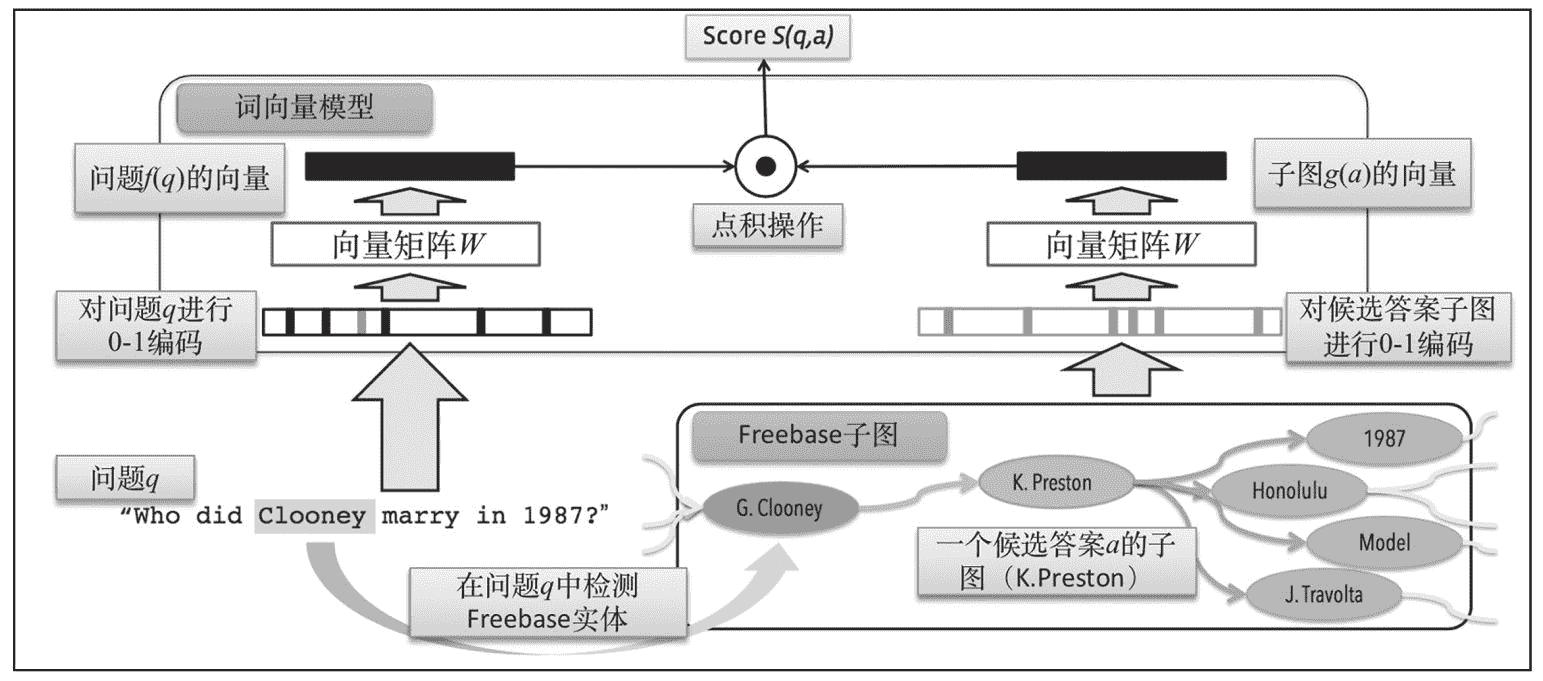 Score S(q,a)
词向量模型
问题f(q)的向量
子图g(a)的向量
点积操作
向量矩阵W
向量矩阵W
对问题q进行
0-1编码
对候选答案子图
进行0-1编码
Freebase子图
1987
K. Preston
Honolulu
G. Clooney
Model
J. Travolta
一个候选答案a的子
图（K.Preston）
问题q
“Who did Clooney marry in 1987?”
在问题q中检测
Freebase实体